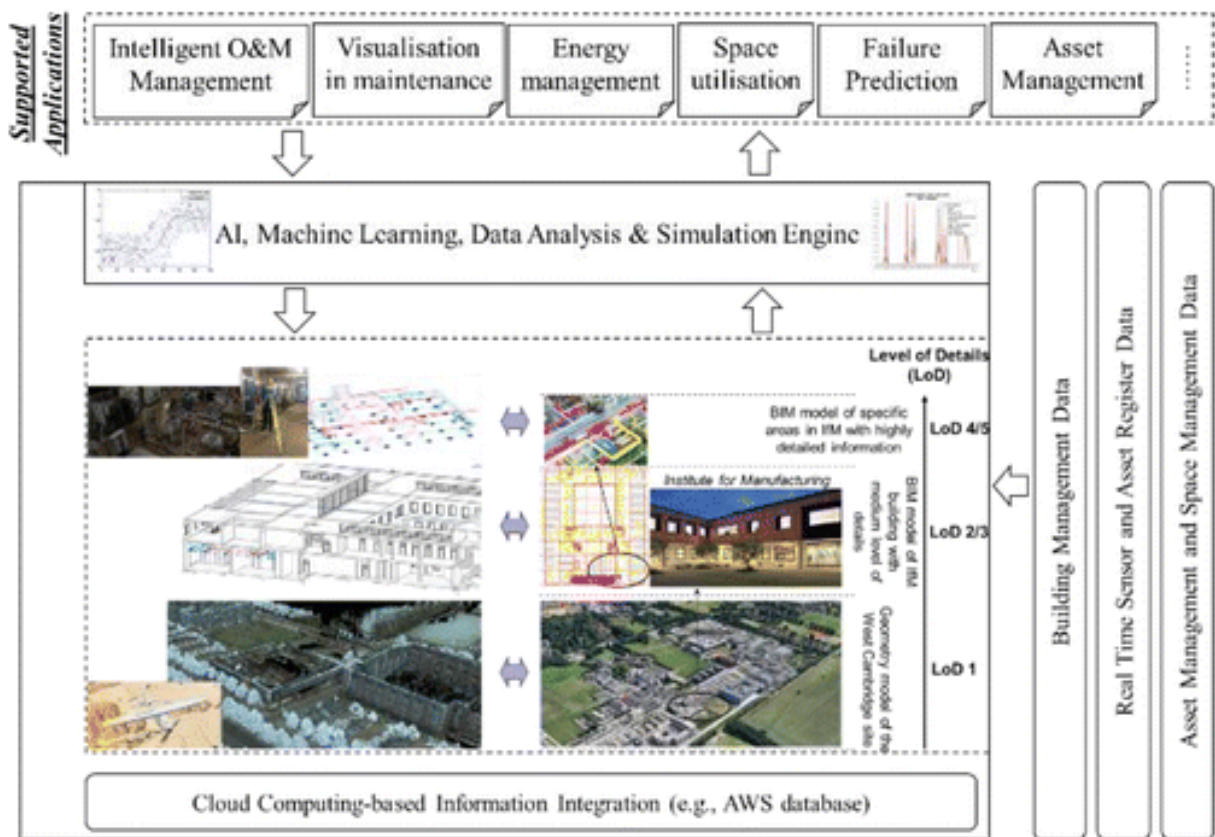 Supported
Applications
Intelligent O&M
Management
Visualisation
in maintenance
Energy
management
Space
utilisation
Failure
Prediction
Asset
Management
......
AI, Machine Learning, Data Analysis & Simulation Engine
Level of Details
(LoD)
BIM model of specific
areas in IfM with highly
detailed information
LoD 4/5
Institute for Manufacturing
BIM model of IfM
building with
medium level of
details
LoD 2/3
Geometry model of the
West Cambridge site
LoD 1
Cloud Computing-based Information Integration (e.g., AWS database)
Building Management Data
Real Time Sensor and Asset Register Data
Asset Management and Space Management Data